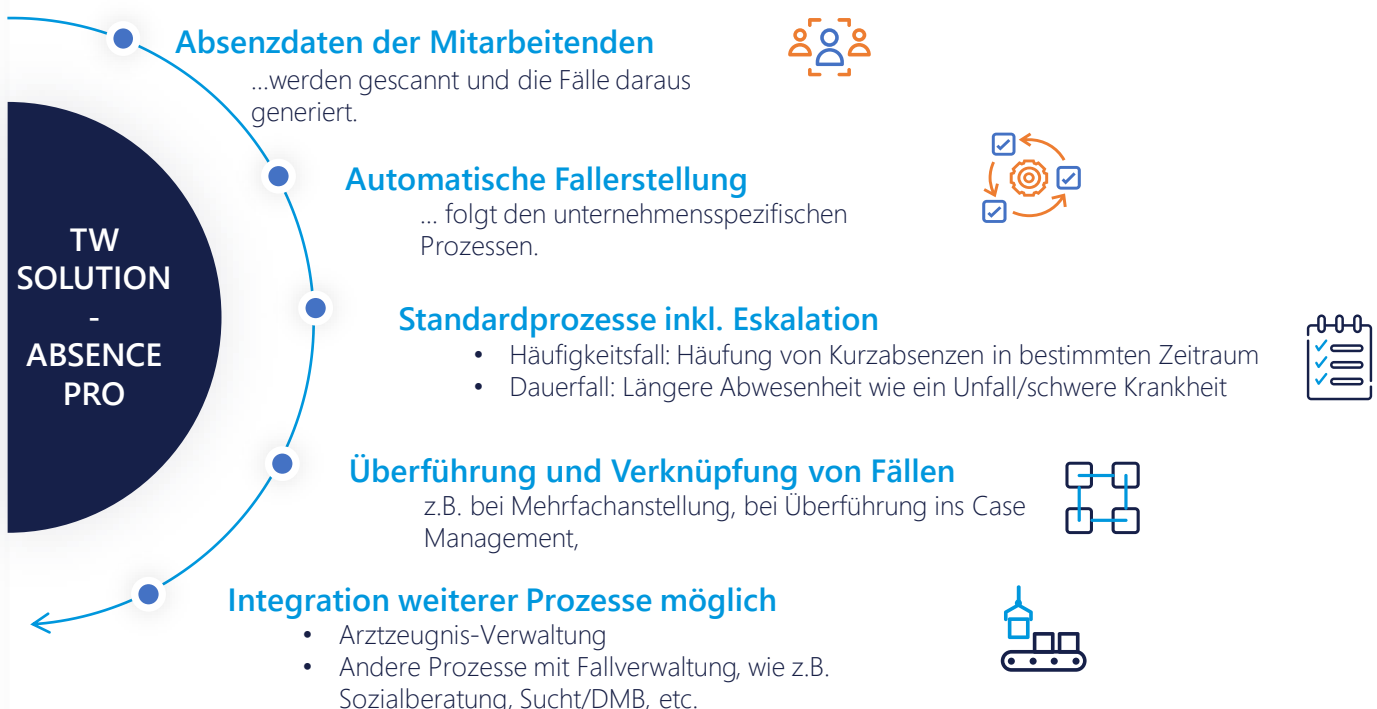 Absenzdaten der Mitarbeitenden
...werden gescannt und die Fälle daraus
generiert.
Automatische Fallerstellung
... folgt den unternehmensspezifischen
Prozessen.
TW
SOLUTION
-
ABSENCE
PRO
Standardprozesse inkl. Eskalation
• Häufigkeitsfall: Häufung von Kurzabsenzen in bestimmten Zeitraum
• Dauerfall: Längere Abwesenheit wie ein Unfall/schwere Krankheit
Überführung und Verknüpfung von Fällen
z.B. bei Mehrfachanstellung, bei Überführung ins Case
Management,
Integration weiterer Prozesse möglich
• Arztzeugnis-Verwaltung
• Andere Prozesse mit Fallverwaltung, wie z.B.
Sozialberatung, Sucht/DMB, etc.